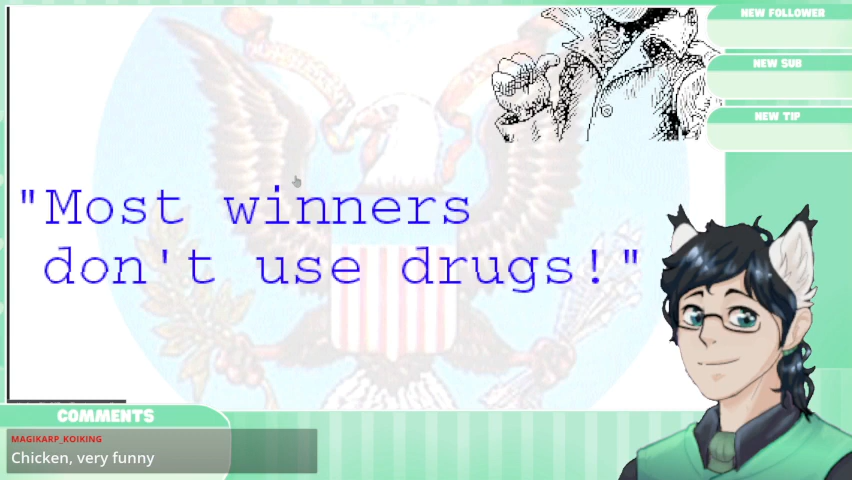 NEW FOLLOWER
NEW SUB
NEW TIP
"Most winners
don't use drugs!"
COMMENTS
MAGIKARP_KOIKING
Chicken, very funny